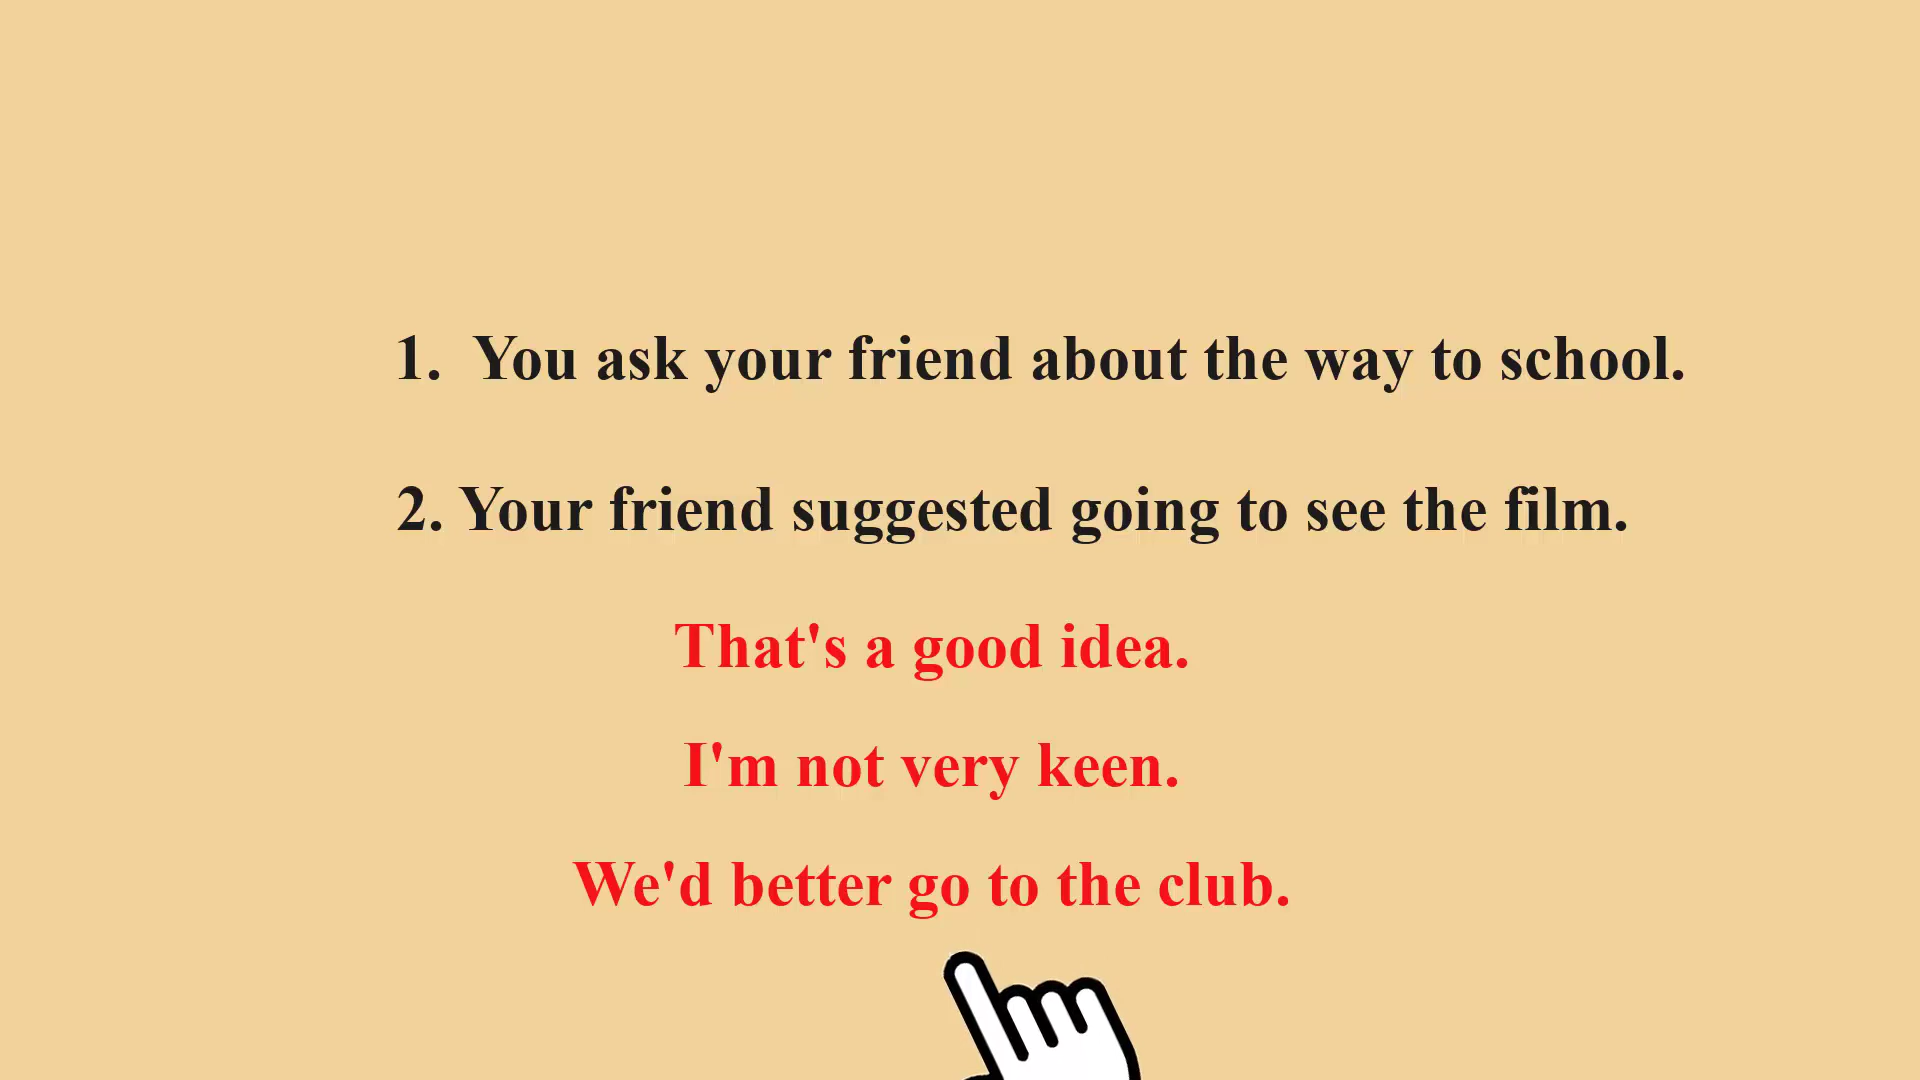 1. You ask your friend about the way to school.
2. Your friend suggested going to see the film.
That's a good idea.
I'm not very keen.
We'd better go to the club.